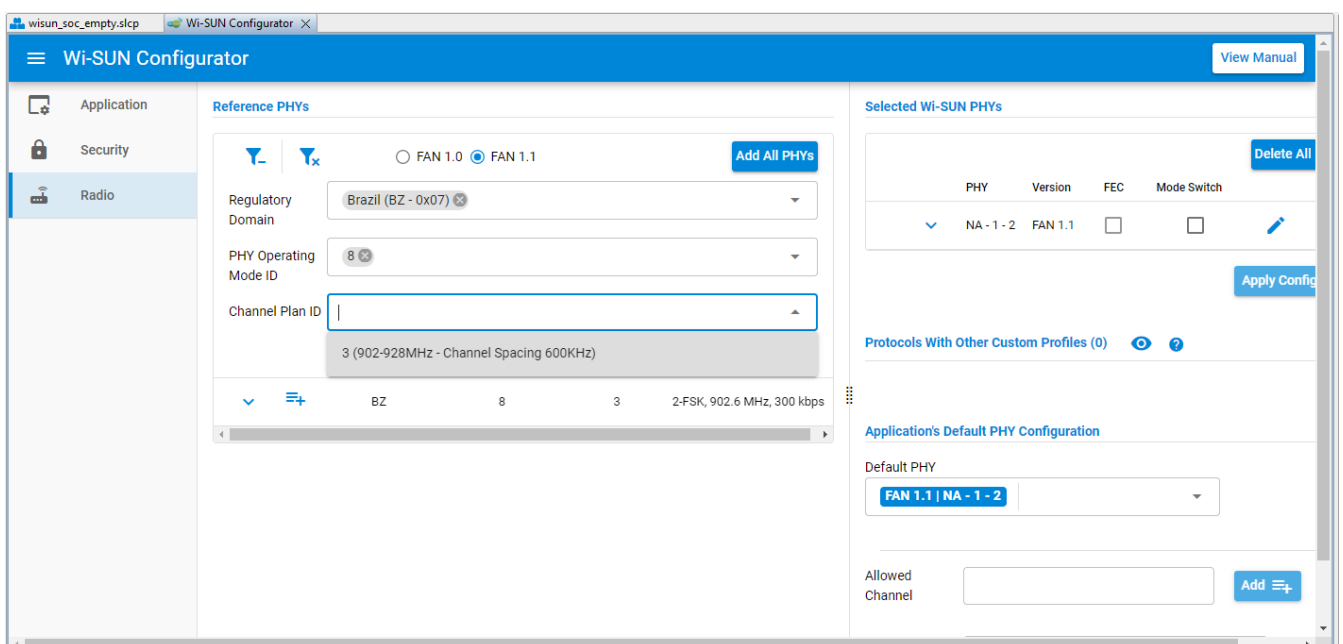 wisun_soc_empty.slcp
Wi-SUN Configurator
Wi-SUN Configurator
View Manual
Application
Security
Radio
Reference PHYs
FAN 1.0
FAN 1.1
Add All PHYs
Regulatory
Domain
Brazil (BZ - 0x07)
PHY Operating
Mode ID
8
Channel Plan ID
3 (902-928MHz - Channel Spacing 600KHz)
BZ 8 3 2-FSK, 902.6 MHz, 300 kbps
Selected Wi-SUN PHYs
Delete All
PHY Version FEC Mode Switch
NA - 1 - 2 FAN 1.1
Apply Config
Protocols With Other Custom Profiles (0)
Application's Default PHY Configuration
Default PHY
FAN 1.1 | NA - 1 - 2
Allowed
Channel
Add